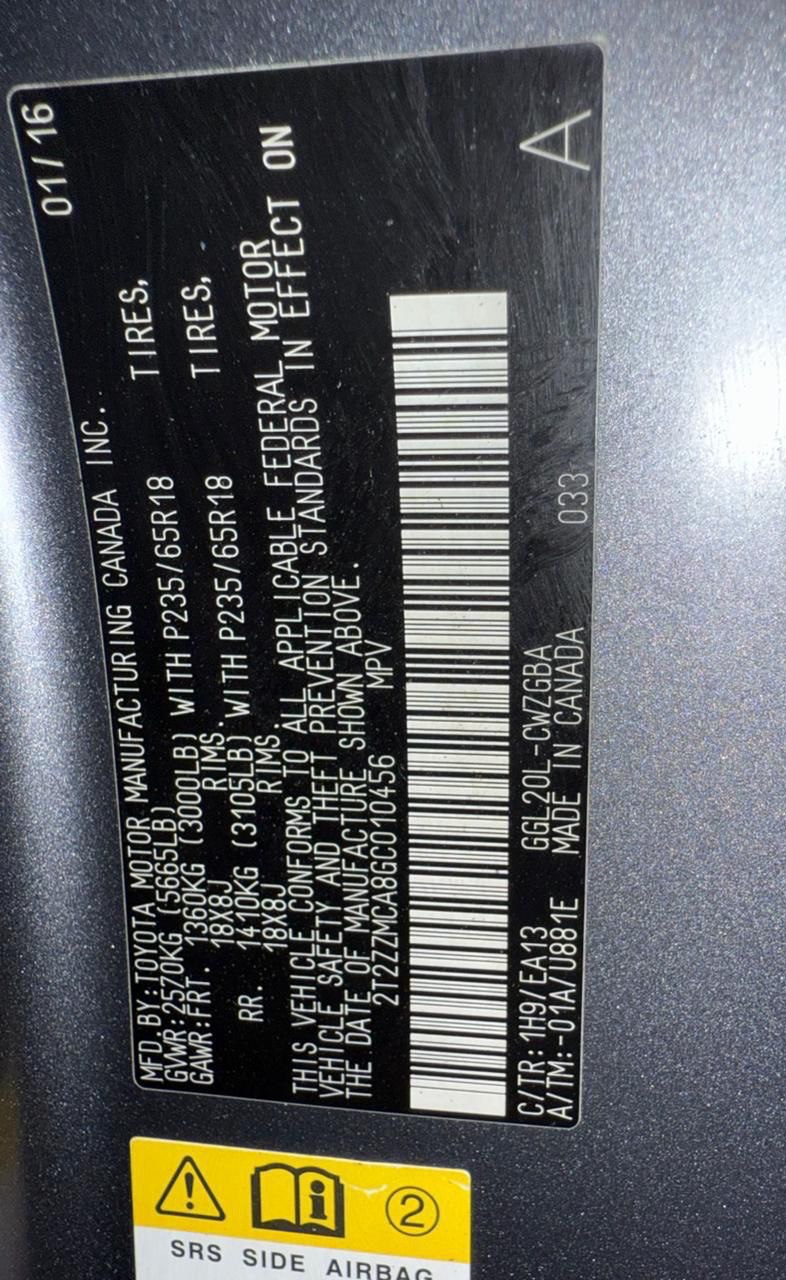 01/16
MFD. BY: TOYOTA MOTOR MANUFACTURING CANADA INC.
GVWR: 2570KG (5665LB)
GAWR: FRT. 1360KG (3000LB) WITH P235/65R18 TIRES,
18X8J RIMS.
RR. 1410KG (3105LB) WITH P235/65R18 TIRES,
18X8J RIMS.
THIS VEHICLE CONFORMS TO ALL APPLICABLE FEDERAL MOTOR
VEHICLE SAFETY AND THEFT PREVENTION STANDARDS IN EFFECT ON
THE DATE OF MANUFACTURE SHOWN ABOVE.
2T2ZZMCA8GC010456 MPV
C/TR: 1H9/EA13 GGL20L-CWZGBA
A/TM: -01A/U881E MADE IN CANADA 033 A
2
SRS SIDE AIRBAG